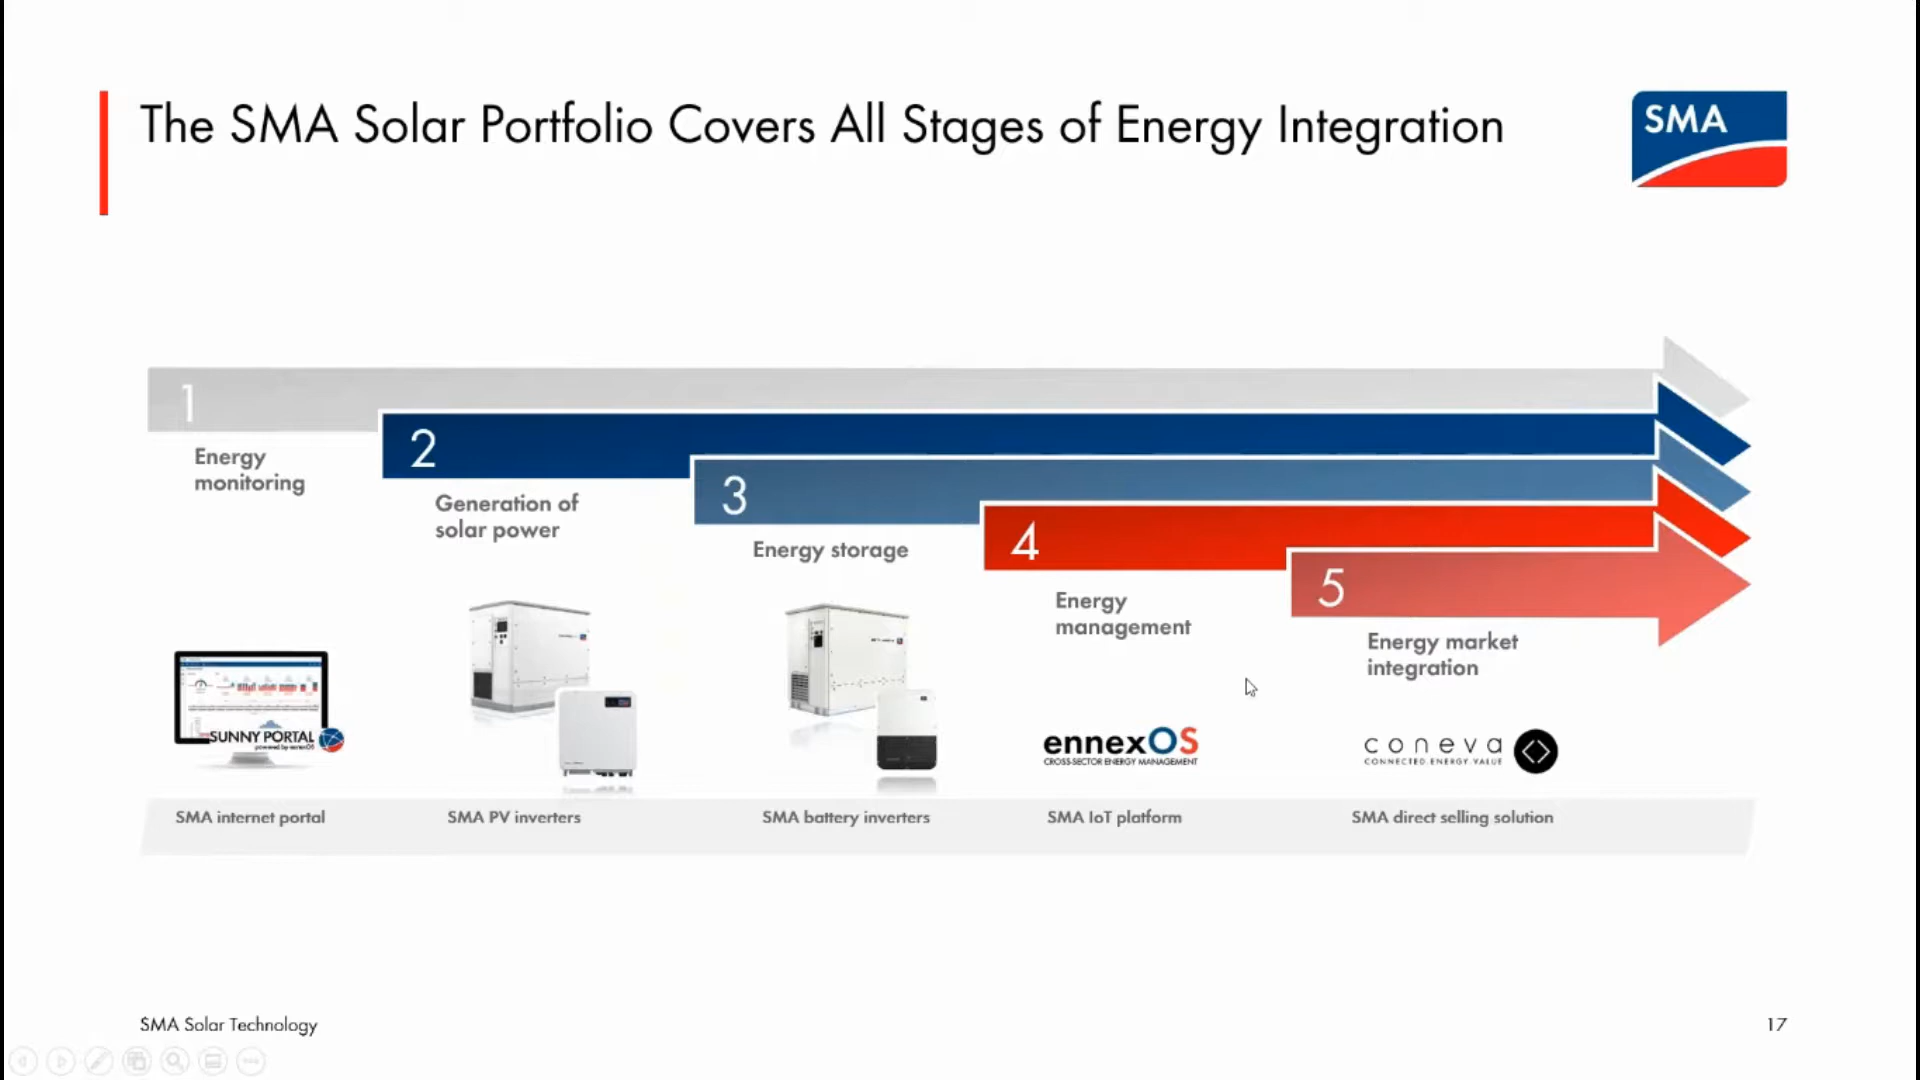 The SMA Solar Portfolio Covers All Stages of Energy Integration
SMA
1
Energy
monitoring
2
Generation of
solar power
3
Energy storage
4
Energy
management
5
Energy market
integration
SUNNY PORTAL
powered by ennexOS
ennexOS
CROSS-SECTOR ENERGY MANAGEMENT
coneva
CONNECTED ENERGY VALUE
SMA internet portal
SMA PV inverters
SMA battery inverters
SMA IoT platform
SMA direct selling solution
SMA Solar Technology
17